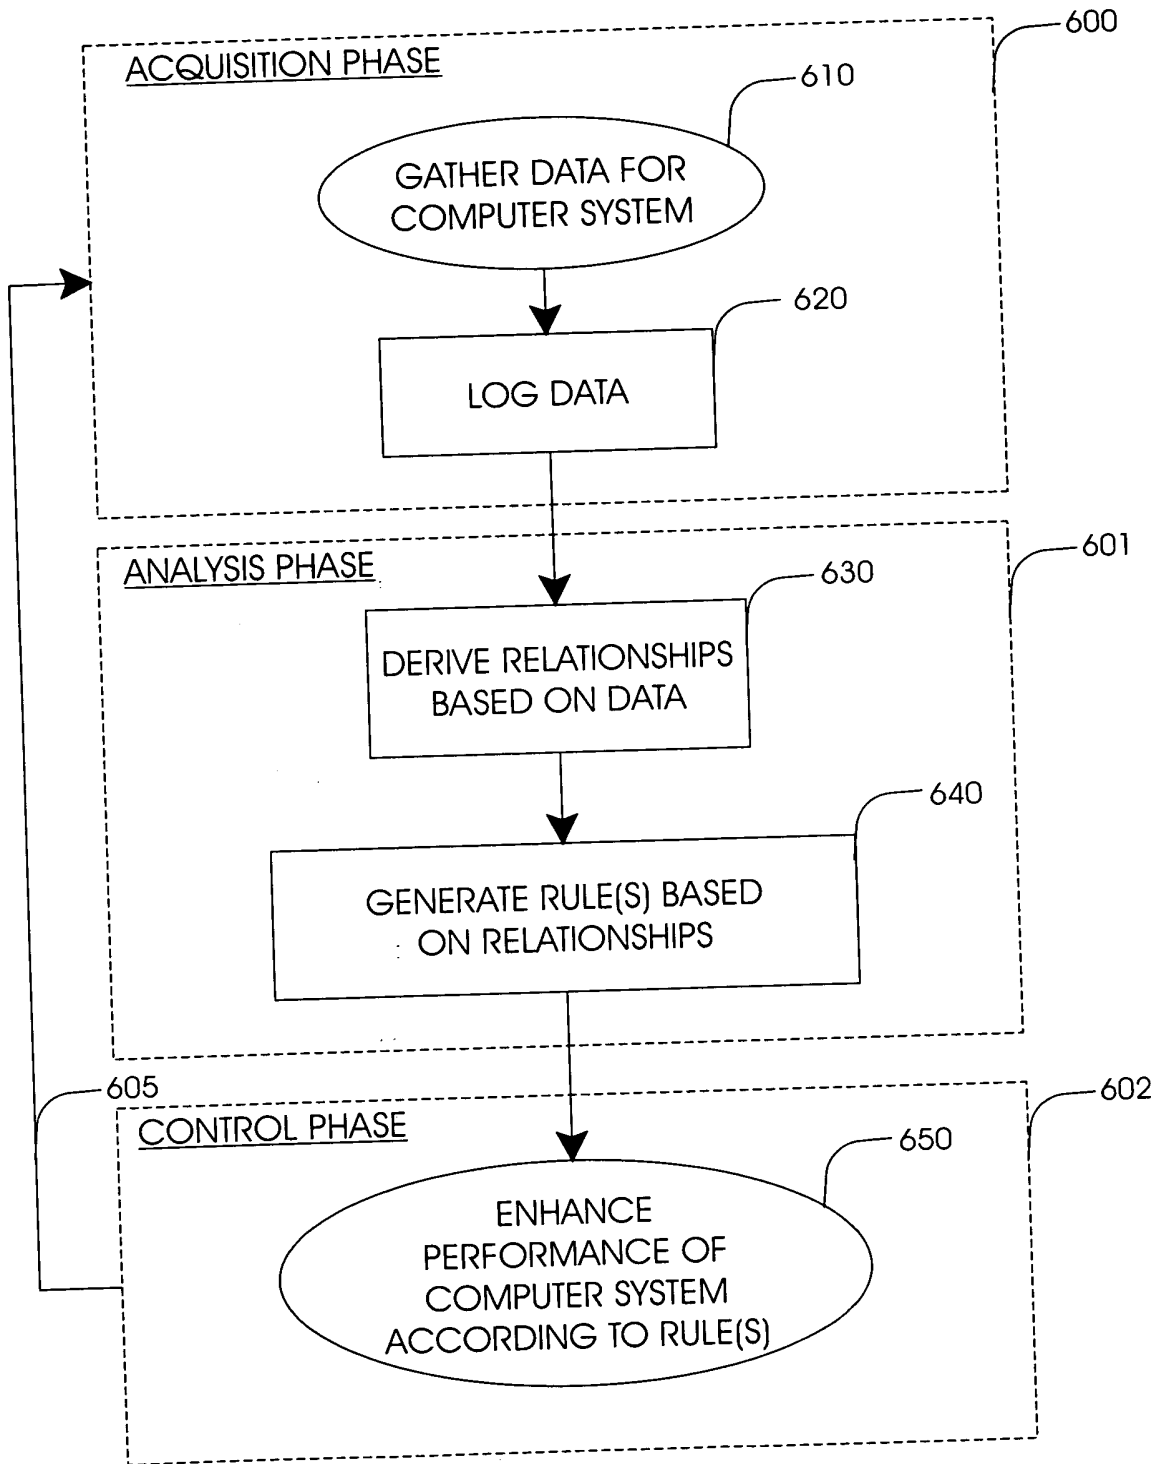 600
ACQUISITION PHASE
610
GATHER DATA FOR
COMPUTER SYSTEM
620
LOG DATA
601
ANALYSIS PHASE
630
DERIVE RELATIONSHIPS
BASED ON DATA
640
GENERATE RULE(S) BASED
ON RELATIONSHIPS
605
602
CONTROL PHASE
650
ENHANCE
PERFORMANCE OF
COMPUTER SYSTEM
ACCORDING TO RULE(S)